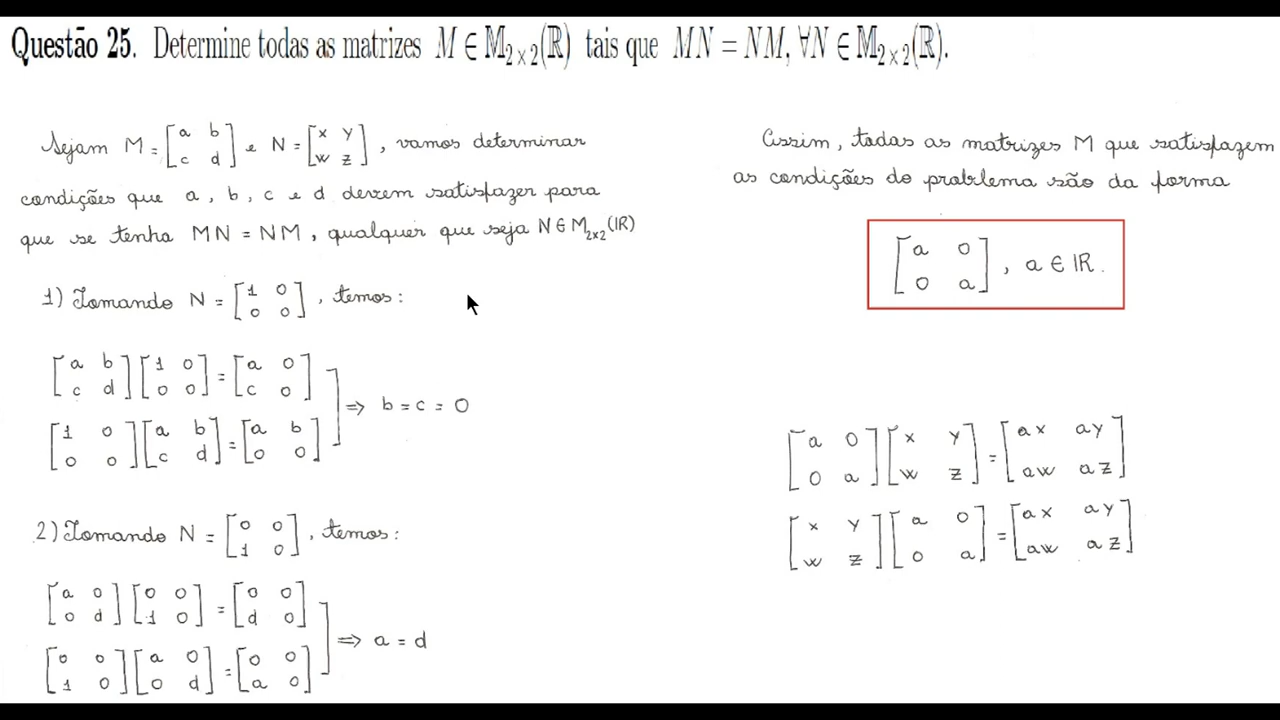 Questão 25. Determine todas as matrizes M ∈ 𝕄₂ₓ₂(ℝ) tais que MN = NM, ∀N ∈ 𝕄₂ₓ₂(ℝ).
Sejam M = [a b; c d] e N = [x y; w z], vamos determinar
condições que a, b, c e d devem satisfazer para
que se tenha MN = NM, qualquer que seja N ∈ M₂ₓ₂(IR)
1) Tomando N = [1 0; 0 0], temos:
[a b; c d][1 0; 0 0] = [a 0; c 0]
⇒ b = c = 0
[1 0; 0 0][a b; c d] = [a b; 0 0]
2) Tomando N = [0 0; 1 0], temos:
[a 0; 0 d][0 0; 1 0] = [0 0; d 0]
⇒ a = d
[0 0; 1 0][a 0; 0 d] = [0 0; a 0]
Assim, todas as matrizes M que satisfazem
as condições do problema são da forma
[a 0; 0 a], a ∈ IR.
[a 0; 0 a][x y; w z] = [ax ay; aw az]
[x y; w z][a 0; 0 a] = [ax ay; aw az]